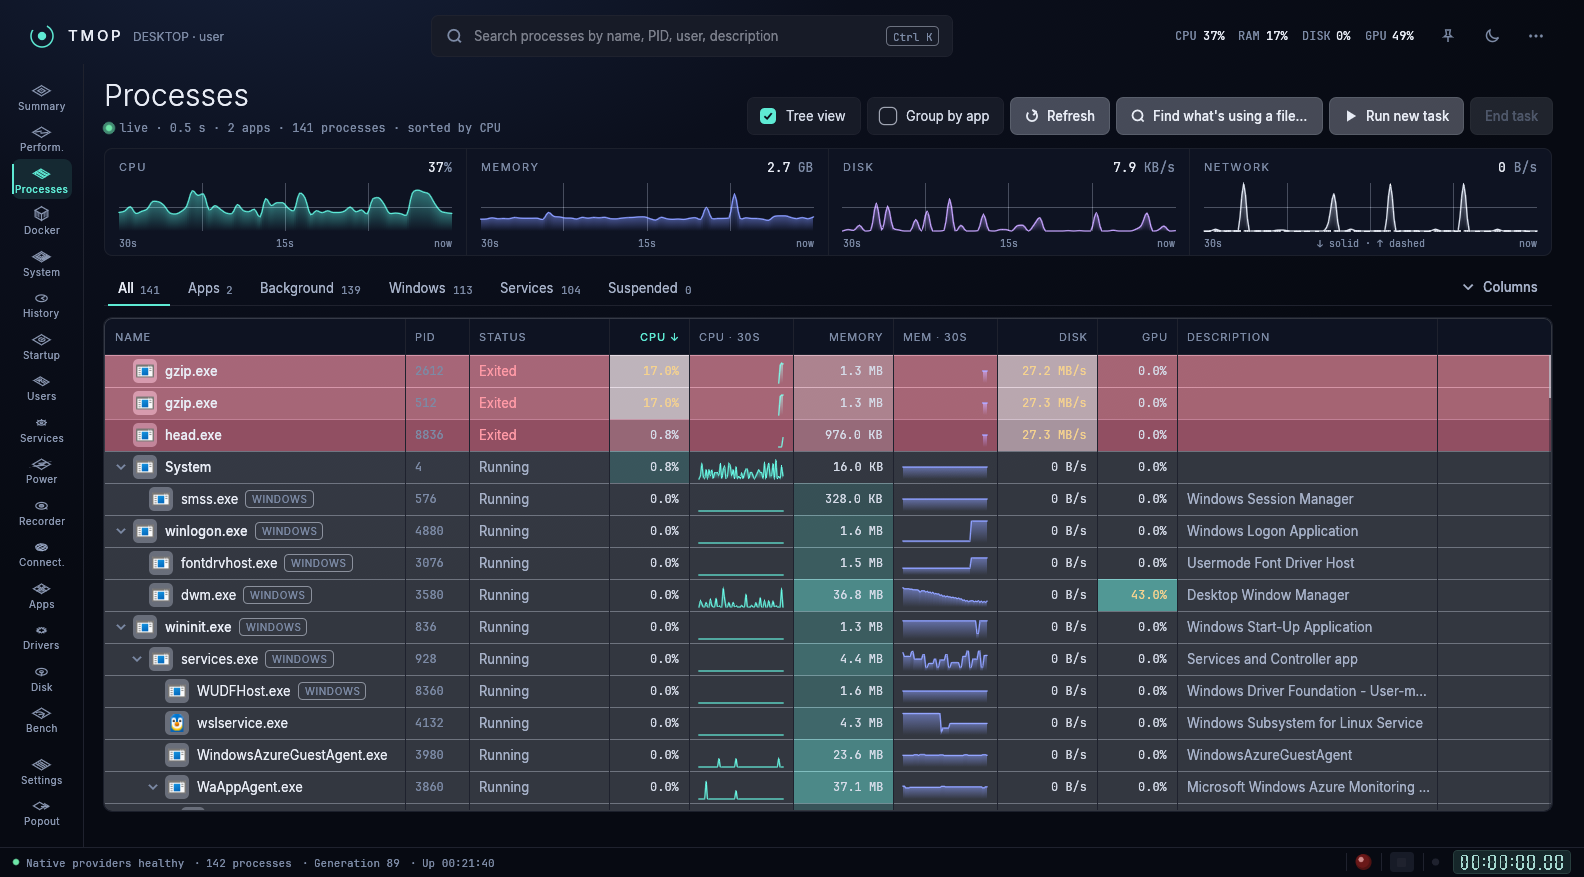 TMOP DESKTOP · user
Search processes by name, PID, user, description Ctrl K
CPU 37% RAM 17% DISK 0% GPU 49%
Summary
Perform.
Processes
Docker
System
History
Startup
Users
Services
Power
Recorder
Connect.
Apps
Drivers
Disk
Bench
Settings
Popout
Processes
live · 0.5 s · 2 apps · 141 processes · sorted by CPU
Tree view Group by app Refresh Find what's using a file... Run new task End task
CPU 37%
30s 15s now
MEMORY 2.7 GB
30s 15s now
DISK 7.9 KB/s
30s 15s now
NETWORK 0 B/s
30s ↓ solid · ↑ dashed now
All 141 Apps 2 Background 139 Windows 113 Services 104 Suspended 0 Columns
NAME PID STATUS CPU ↓ CPU · 30S MEMORY MEM · 30S DISK GPU DESCRIPTION
gzip.exe 2612 Exited 17.0% 1.3 MB 27.2 MB/s 0.0%
gzip.exe 512 Exited 17.0% 1.3 MB 27.3 MB/s 0.0%
head.exe 8836 Exited 0.8% 976.0 KB 27.3 MB/s 0.0%
System 4 Running 0.8% 16.0 KB 0 B/s 0.0%
smss.exe WINDOWS 576 Running 0.0% 328.0 KB 0 B/s 0.0% Windows Session Manager
winlogon.exe WINDOWS 4880 Running 0.0% 1.6 MB 0 B/s 0.0% Windows Logon Application
fontdrvhost.exe WINDOWS 3076 Running 0.0% 1.5 MB 0 B/s 0.0% Usermode Font Driver Host
dwm.exe WINDOWS 3580 Running 0.0% 36.8 MB 0 B/s 43.0% Desktop Window Manager
wininit.exe WINDOWS 836 Running 0.0% 1.3 MB 0 B/s 0.0% Windows Start-Up Application
services.exe WINDOWS 928 Running 0.0% 4.4 MB 0 B/s 0.0% Services and Controller app
WUDFHost.exe WINDOWS 8360 Running 0.0% 1.6 MB 0 B/s 0.0% Windows Driver Foundation - User-m...
wslservice.exe 4132 Running 0.0% 4.3 MB 0 B/s 0.0% Windows Subsystem for Linux Service
WindowsAzureGuestAgent.exe 3980 Running 0.0% 23.6 MB 0 B/s 0.0% WindowsAzureGuestAgent
WaAppAgent.exe 3860 Running 0.0% 37.1 MB 0 B/s 0.0% Microsoft Windows Azure Monitoring ...
Native providers healthy · 142 processes · Generation 89 · Up 00:21:40
00:00:00.00